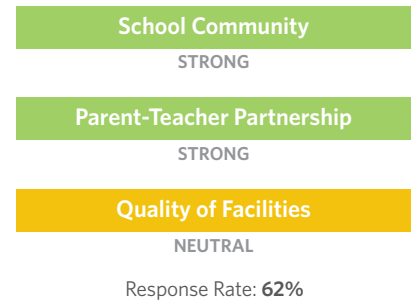 School Community
STRONG
Parent-Teacher Partnership
STRONG
Quality of Facilities
NEUTRAL
Response Rate: 62%